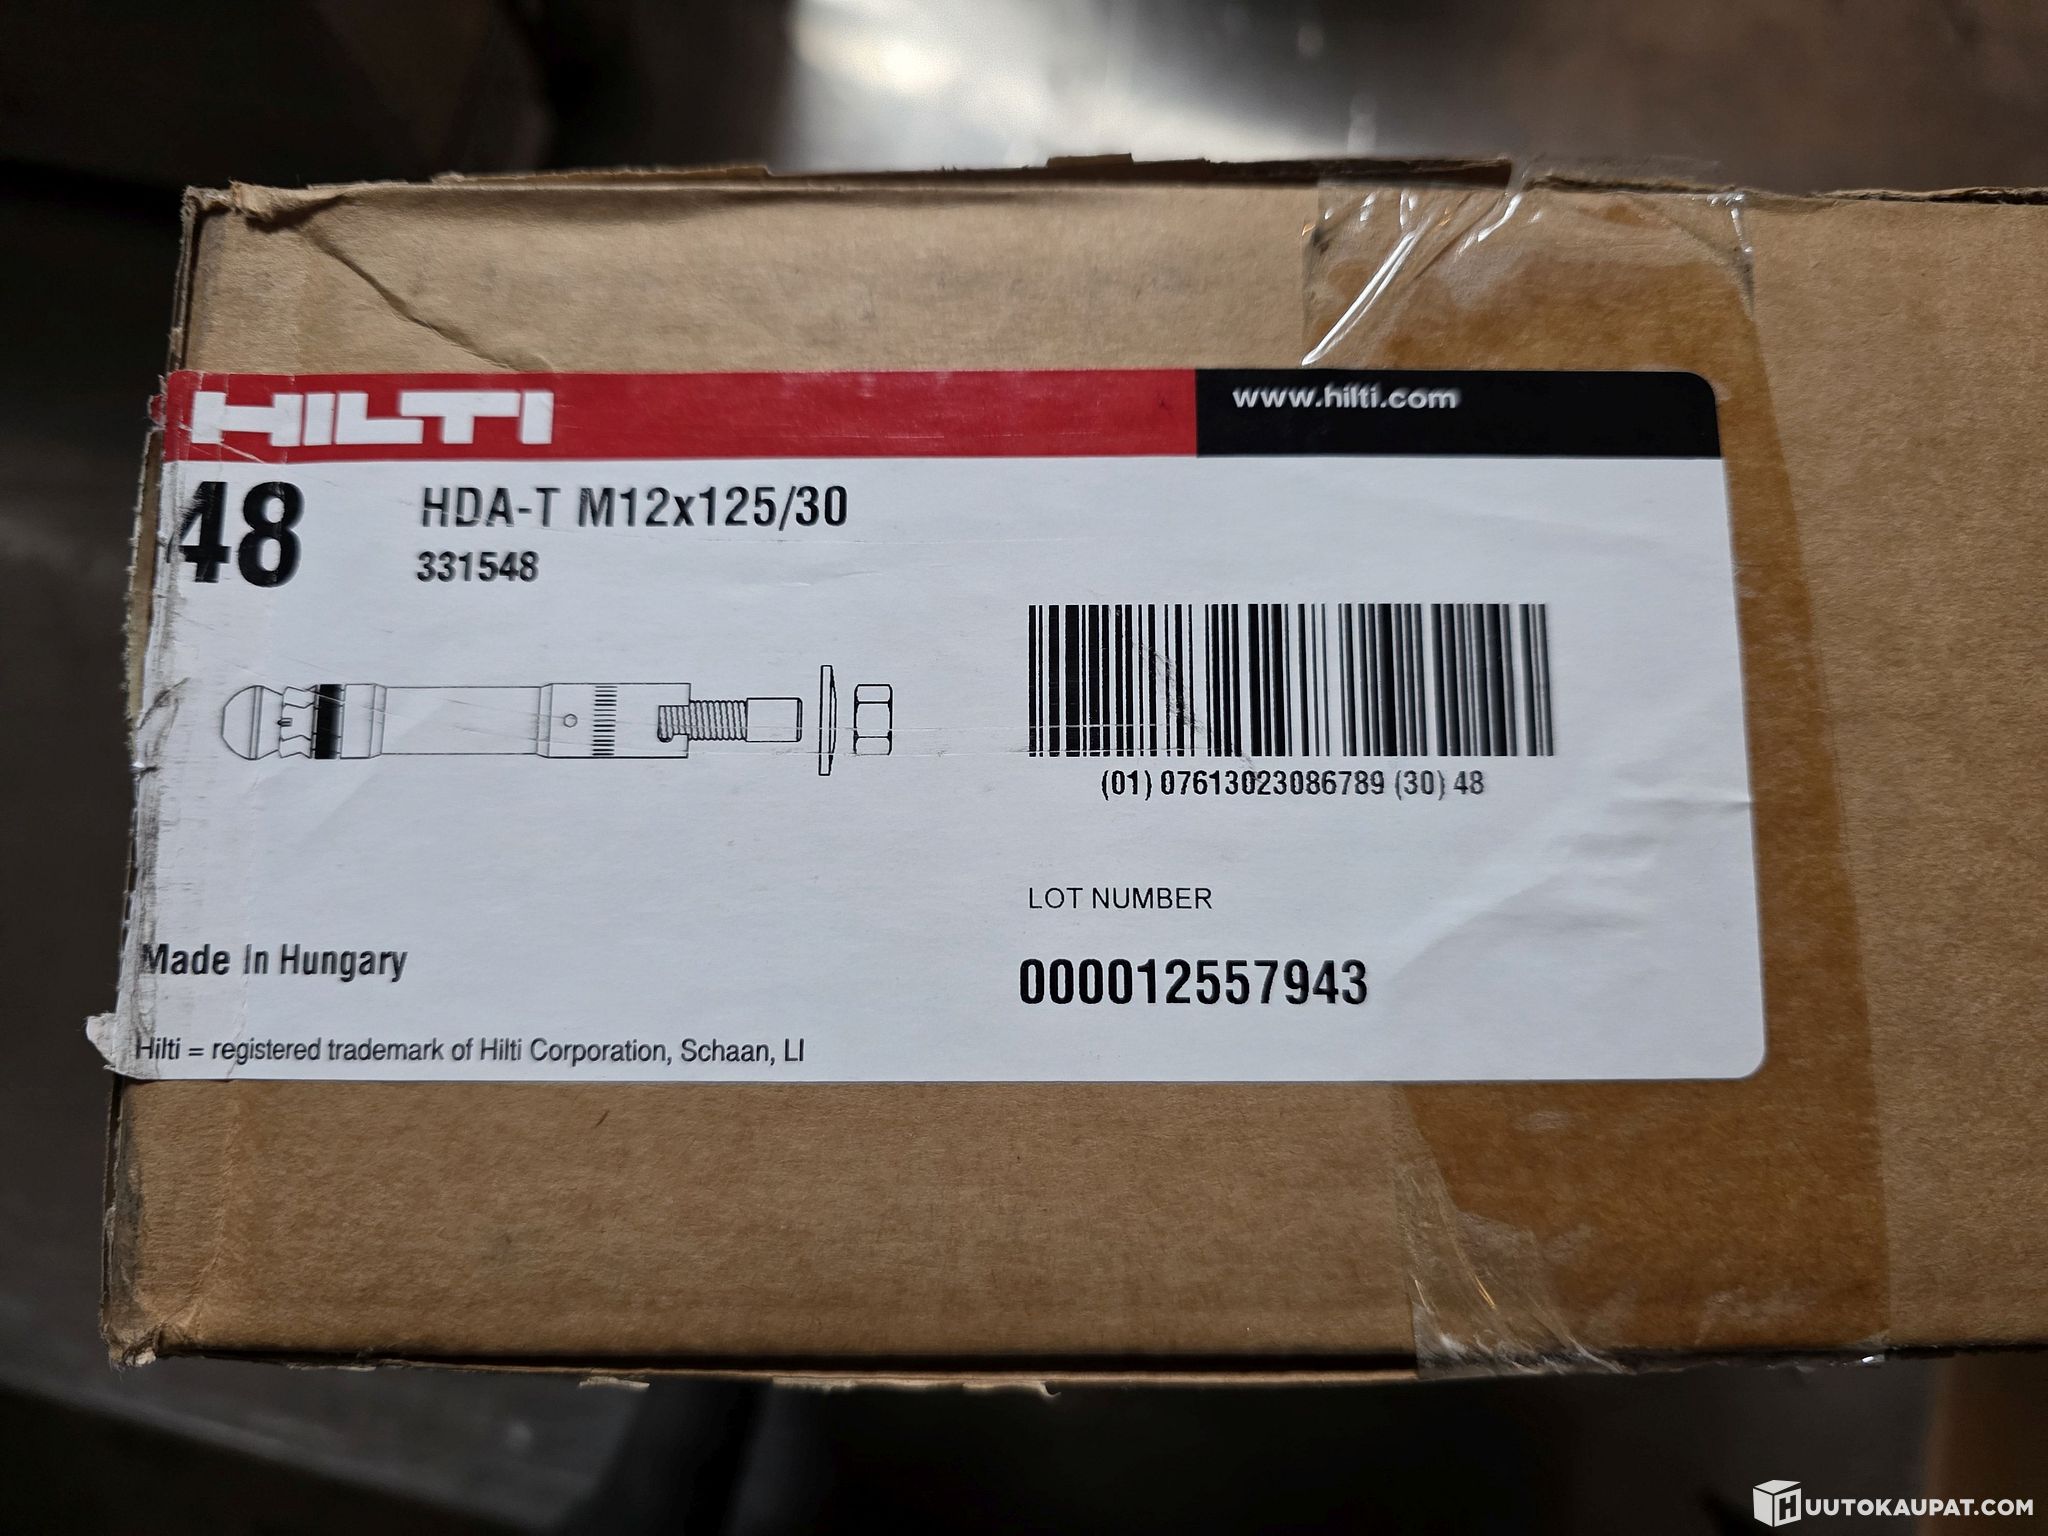 HILTI
www.hilti.com
48
HDA-T M12x125/30
331548
(01) 07613023086789 (30) 48
LOT NUMBER
000012557943
Made In Hungary
Hilti = registered trademark of Hilti Corporation, Schaan, LI
HUUTOKAUPAT.COM